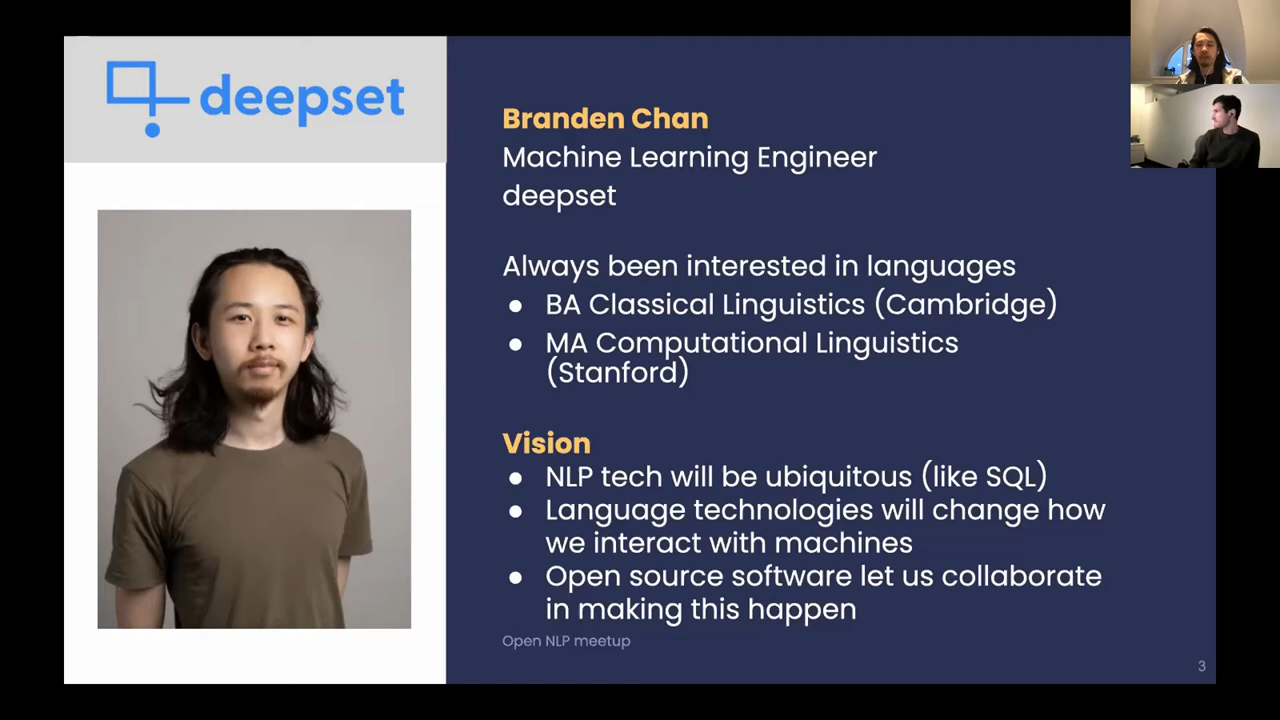 deepset
Branden Chan
Machine Learning Engineer
deepset
Always been interested in languages
● BA Classical Linguistics (Cambridge)
● MA Computational Linguistics
(Stanford)
Vision
● NLP tech will be ubiquitous (like SQL)
● Language technologies will change how
we interact with machines
● Open source software let us collaborate
in making this happen
Open NLP meetup
3